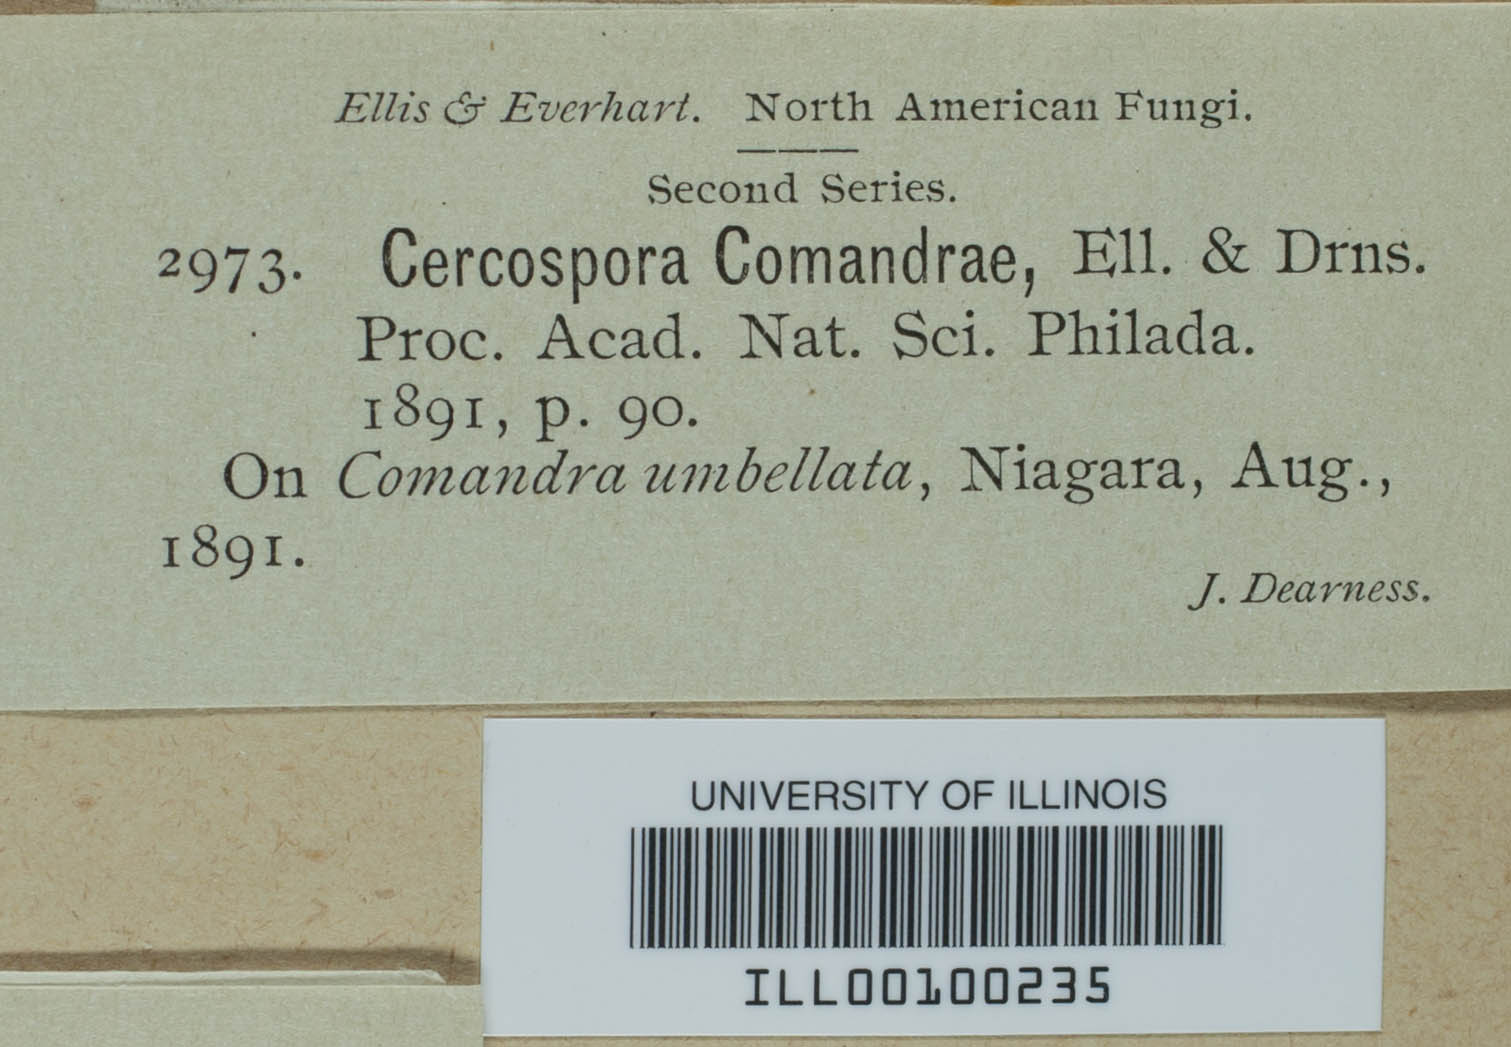 Ellis & Everhart. North American Fungi.
Second Series.
2973. Cercospora Comandrae, Ell. & Drns.
Proc. Acad. Nat. Sci. Philada.
1891, p. 90.
On Comandra umbellata, Niagara, Aug.,
1891.
J. Dearness.
UNIVERSITY OF ILLINOIS
ILL00100235